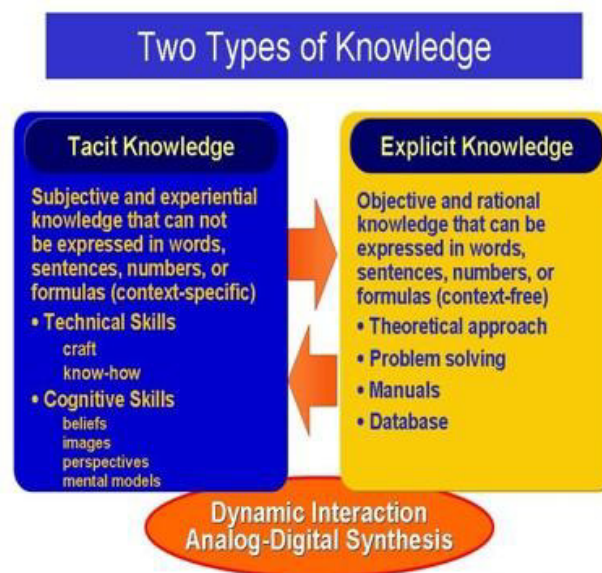 Two Types of Knowledge
Tacit Knowledge
Subjective and experiential
knowledge that can not
be expressed in words,
sentences, numbers, or
formulas (context-specific)
• Technical Skills
craft
know-how
• Cognitive Skills
beliefs
images
perspectives
mental models
Explicit Knowledge
Objective and rational
knowledge that can be
expressed in words,
sentences, numbers, or
formulas (context-free)
• Theoretical approach
• Problem solving
• Manuals
• Database
Dynamic Interaction
Analog-Digital Synthesis